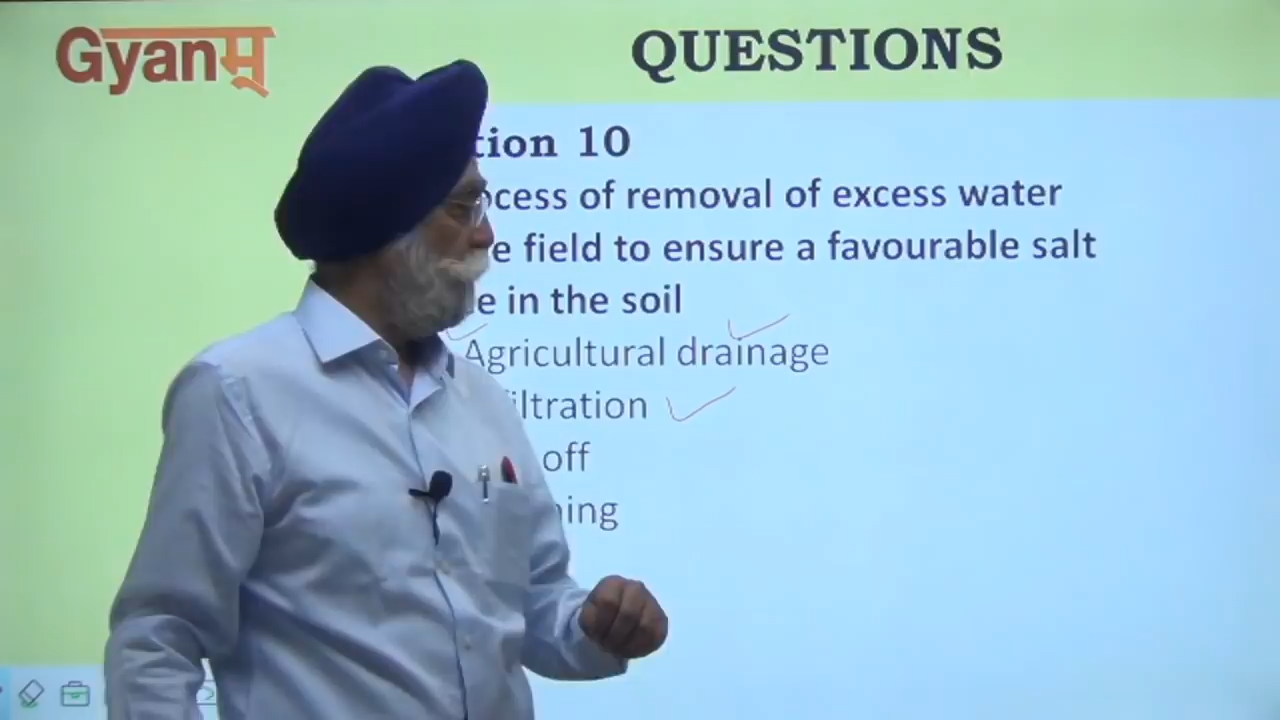 Gyanम्
QUESTIONS
tion 10
ocess of removal of excess water
e field to ensure a favourable salt
e in the soil
Agricultural drainage
iltration
off
ing